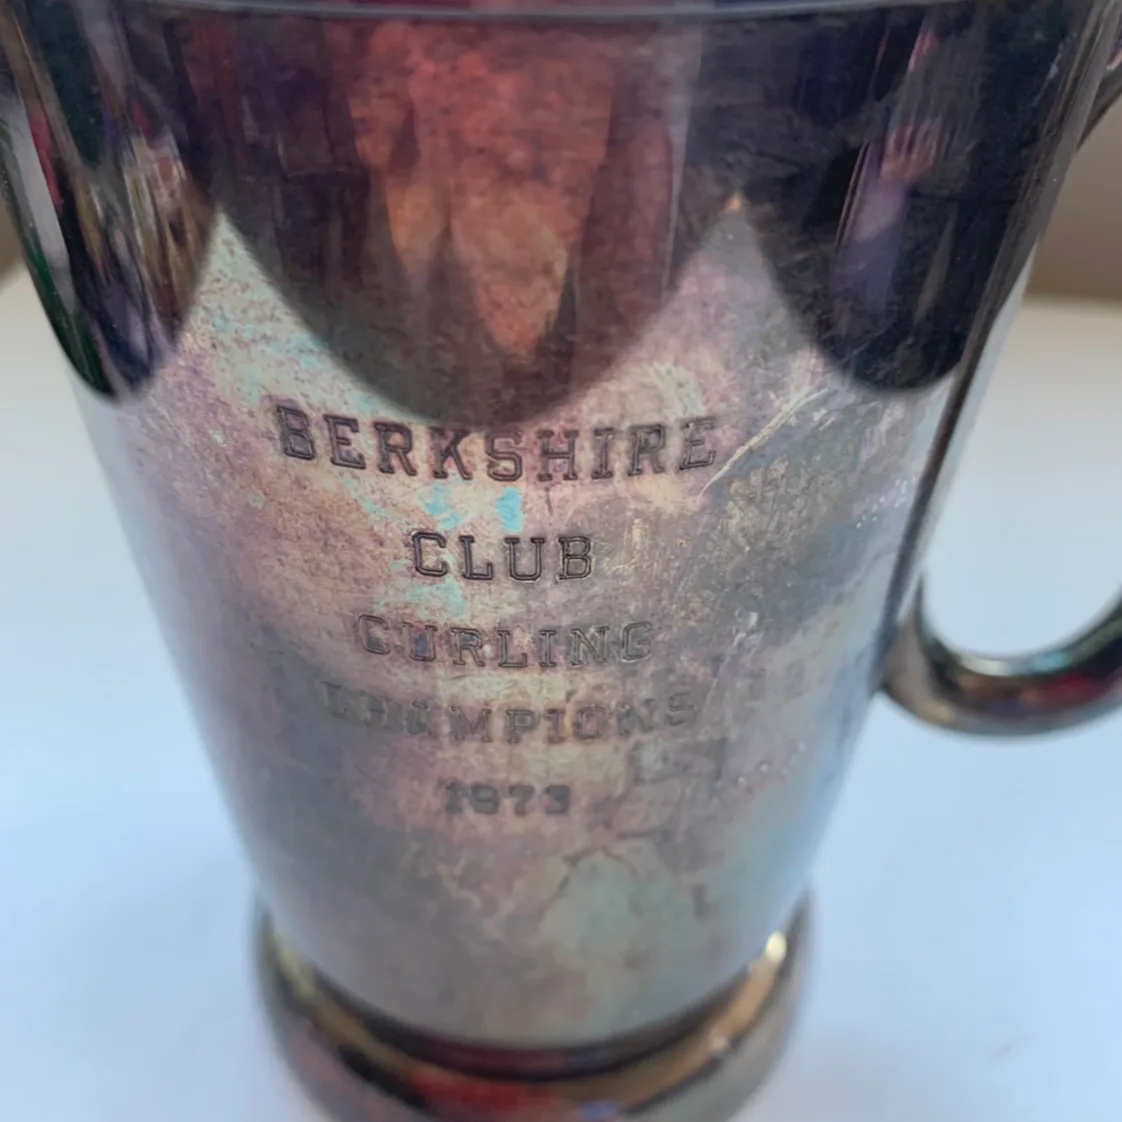 BERKSHIRE
CLUB
CURLING
CHAMPIONS
1973